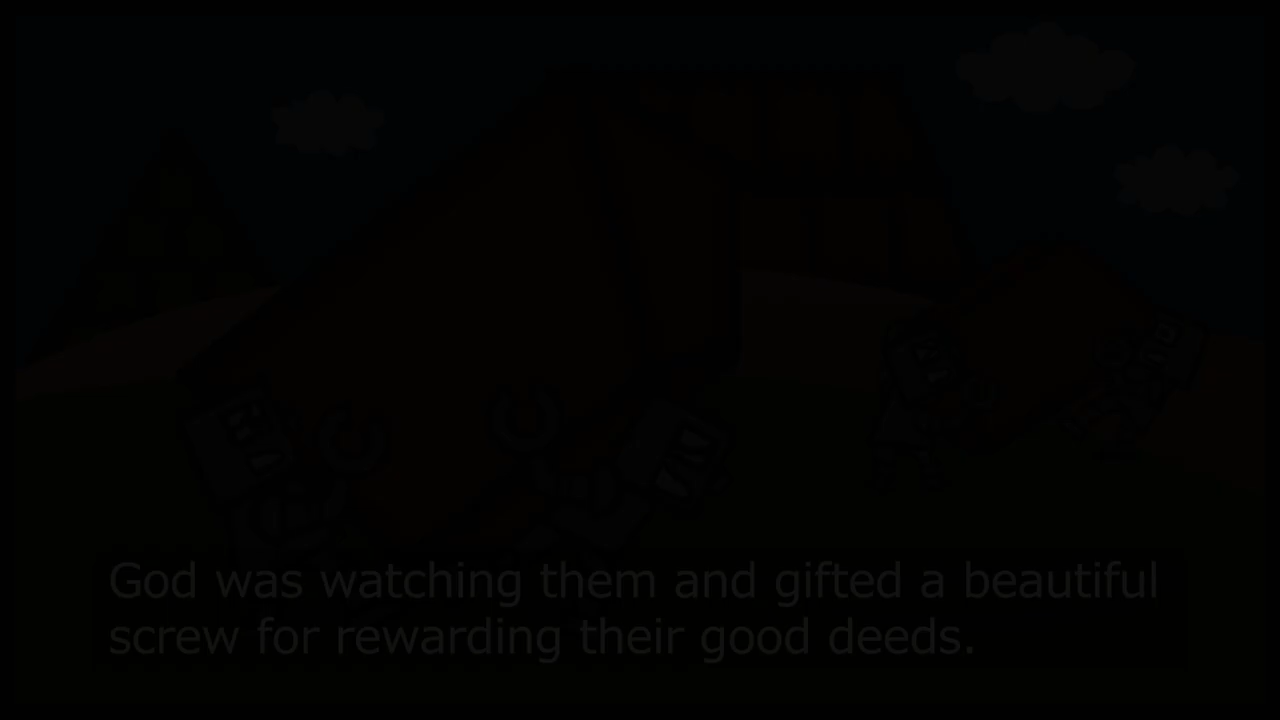 God was watching them and gifted a beautiful
screw for rewarding their good deeds.